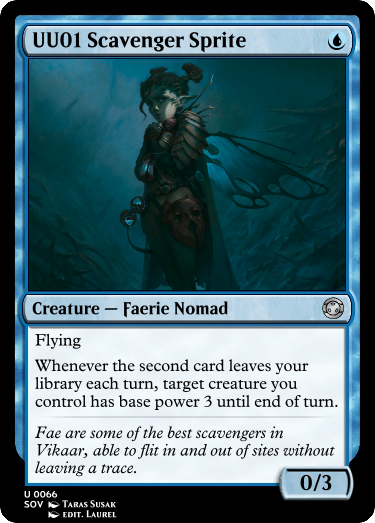 UU01 Scavenger Sprite
Creature — Faerie Nomad
Flying
Whenever the second card leaves your
library each turn, target creature you
control has base power 3 until end of turn.
Fae are some of the best scavengers in
Vikaar, able to flit in and out of sites without
leaving a trace.
0/3
U 0066
SOV Taras Susak
edit. Laurel